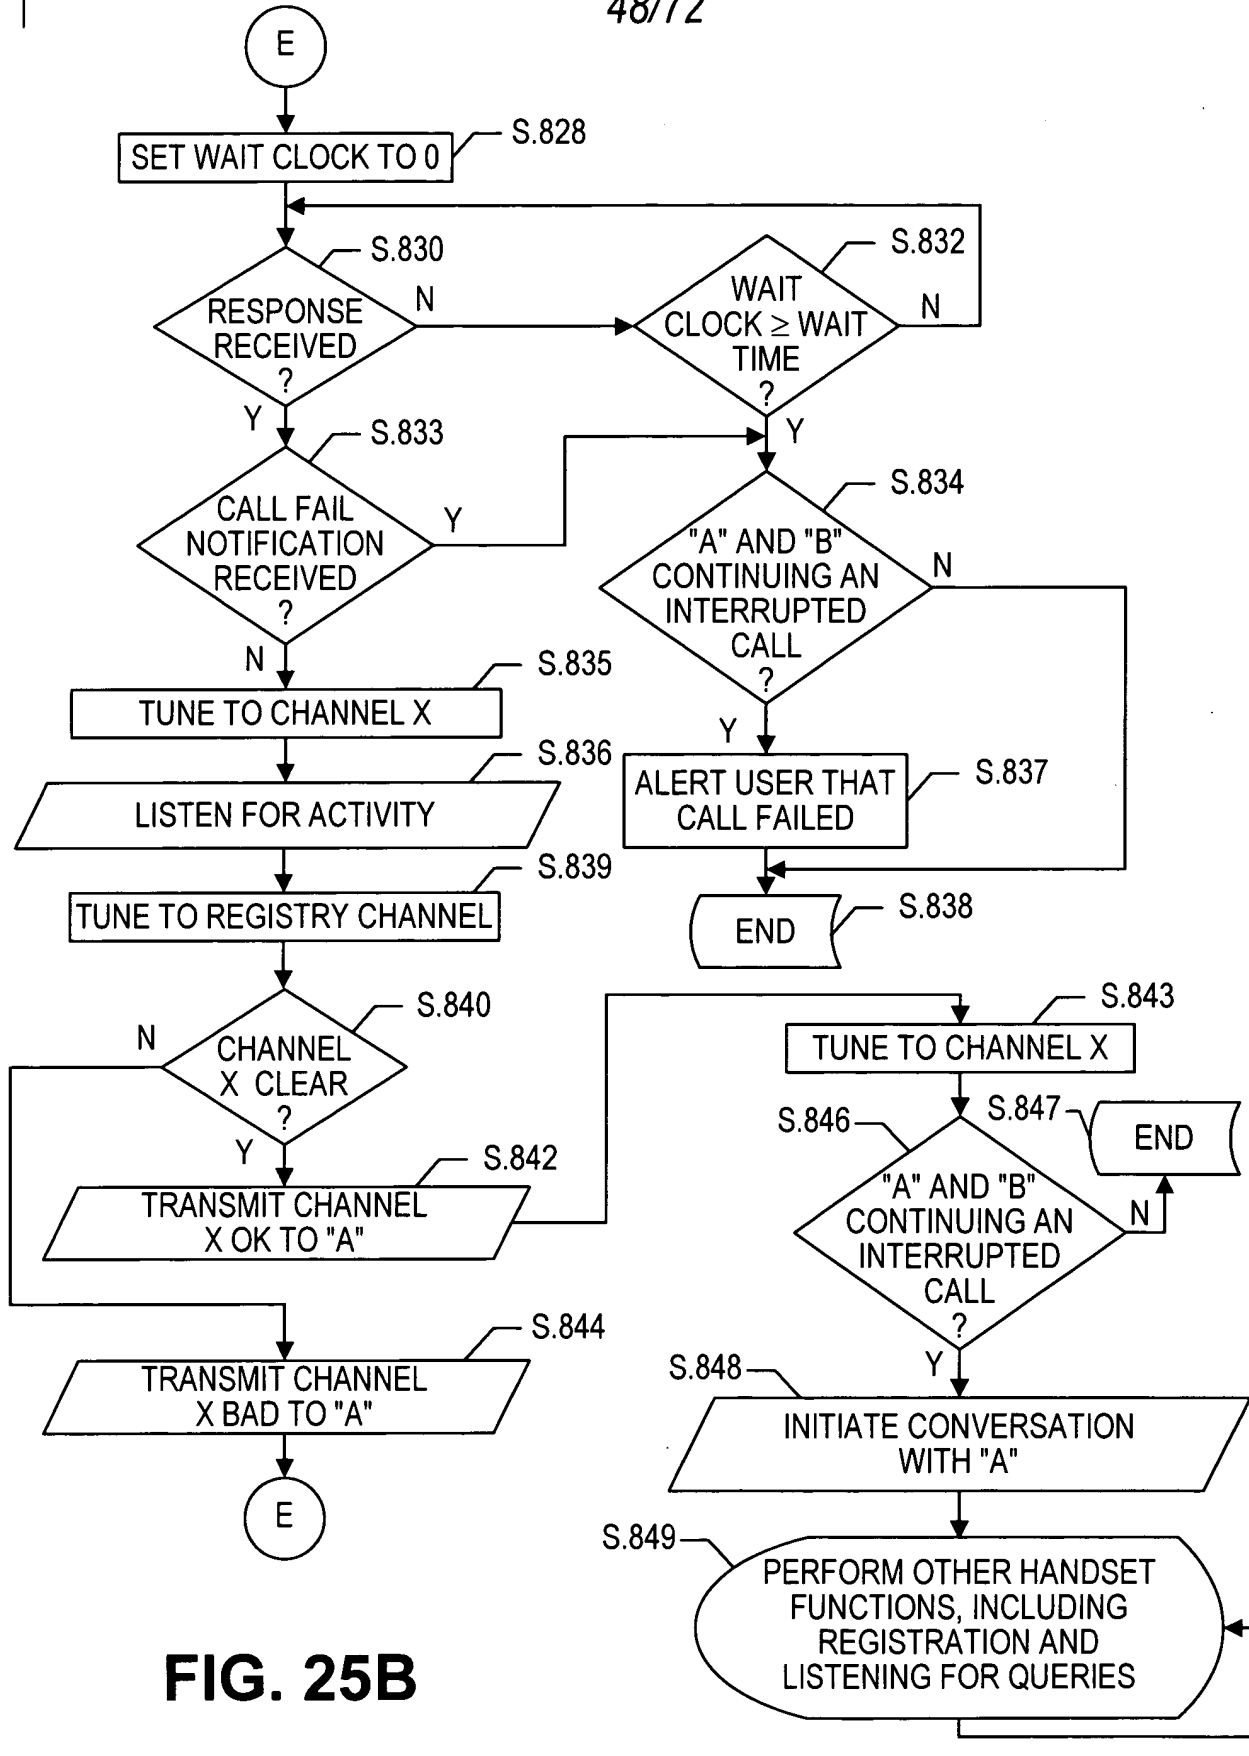 48/72
E
SET WAIT CLOCK TO 0
S.828
S.830
RESPONSE
RECEIVED
?
N
Y
S.832
WAIT
CLOCK ≥ WAIT
TIME
?
N
Y
S.833
CALL FAIL
NOTIFICATION
RECEIVED
?
Y
N
S.834
"A" AND "B"
CONTINUING AN
INTERRUPTED
CALL
?
N
Y
S.835
TUNE TO CHANNEL X
S.836
LISTEN FOR ACTIVITY
S.837
ALERT USER THAT
CALL FAILED
S.839
TUNE TO REGISTRY CHANNEL
S.838
END
S.840
CHANNEL
X CLEAR
?
N
Y
S.842
TRANSMIT CHANNEL
X OK TO "A"
S.843
TUNE TO CHANNEL X
S.846
"A" AND "B"
CONTINUING AN
INTERRUPTED
CALL
?
N
Y
S.847
END
S.844
TRANSMIT CHANNEL
X BAD TO "A"
E
S.848
INITIATE CONVERSATION
WITH "A"
S.849
PERFORM OTHER HANDSET
FUNCTIONS, INCLUDING
REGISTRATION AND
LISTENING FOR QUERIES
FIG. 25B